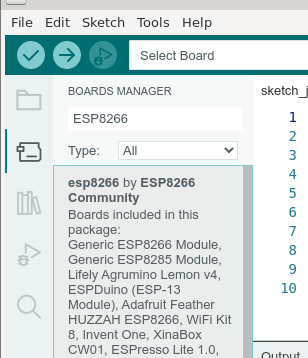 File Edit Sketch Tools Help
Select Board
BOARDS MANAGER
sketch_j
ESP8266
Type: All
esp8266 by ESP8266
Community
Boards included in this
package:
Generic ESP8266 Module,
Generic ESP8285 Module,
Lifely Agrumino Lemon v4,
ESPDuino (ESP-13
Module), Adafruit Feather
HUZZAH ESP8266, WiFi Kit
8, Invent One, XinaBox
CW01, ESPresso Lite 1.0,
1
2
3
4
5
6
7
8
9
10
Output